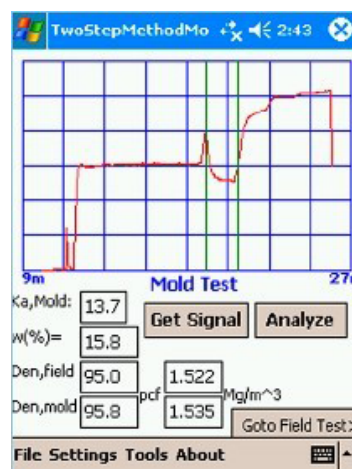 TwoStepMethodMo 2:43
9m 27
Mold Test
Ka,Mold: 13.7
Get Signal Analyze
w(%)= 15.8
Den,field 95.0 pcf 1.522 Mg/m^3
Den,mold 95.8 1.535
Goto Field Test>
File Settings Tools About